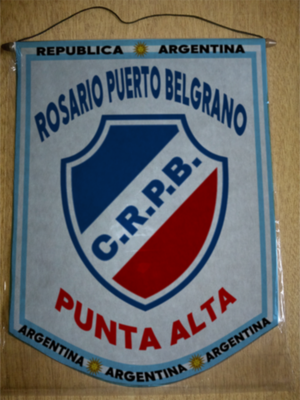 REPUBLICA ARGENTINA
ROSARIO PUERTO BELGRANO
C.R.P.B.
PUNTA ALTA
ARGENTINA ARGENTINA ARGENTINA